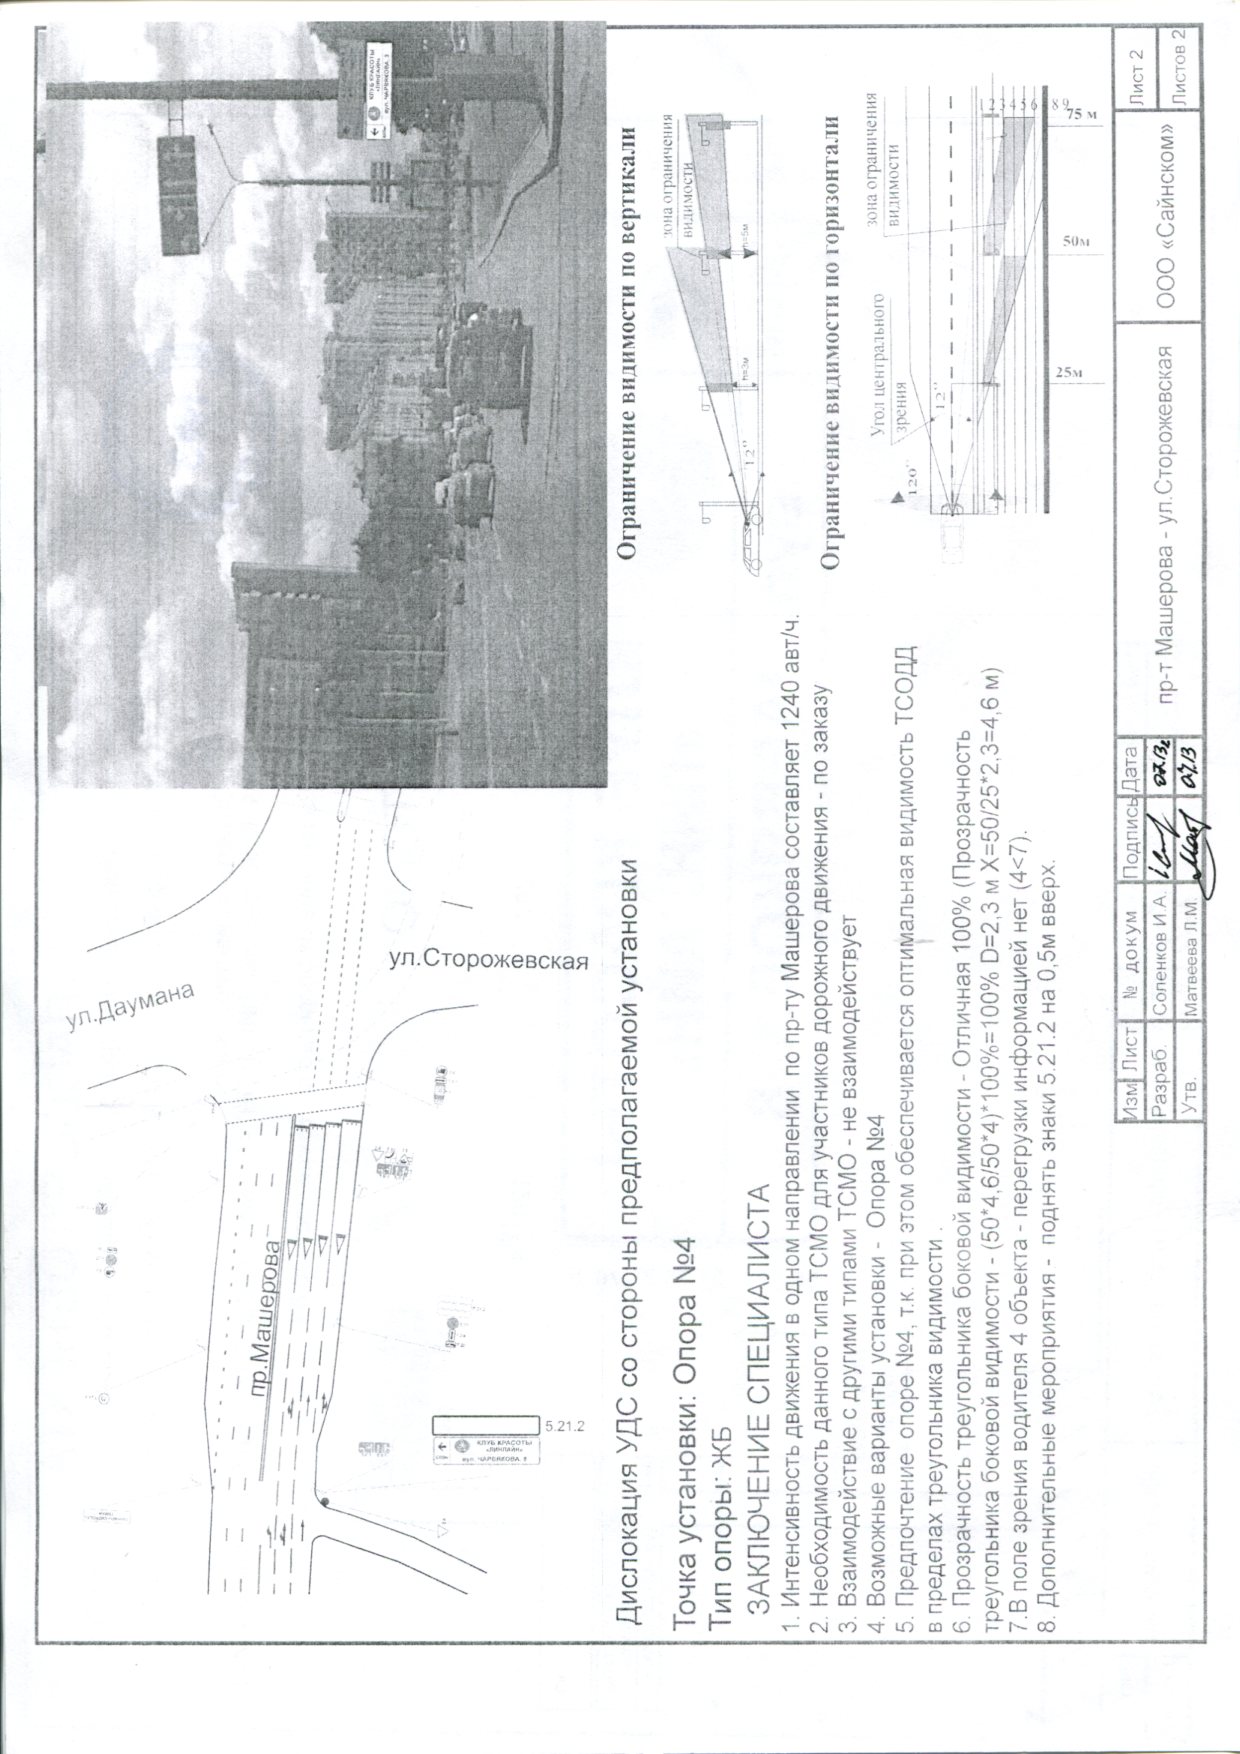 ул.Даумана
ул.Сторожевская
пр.Машерова
КЛУБ КРАСОТЫ
«ЛИНЛАЙН»
вул. ЧАРВЯКОВА, 3
5.21.2
КЛУБ КРАСОТЫ
«ЛИНЛАЙН»
вул. ЧАРВЯКОВА, 3
Дислокация УДС со стороны предполагаемой установки
Точка установки: Опора №4
Тип опоры: ЖБ
ЗАКЛЮЧЕНИЕ СПЕЦИАЛИСТА
1. Интенсивность движения в одном направлении по пр-ту Машерова составляет 1240 авт/ч.
2. Необходимость данного типа ТСМО для участников дорожного движения - по заказу
3. Взаимодействие с другими типами ТСМО - не взаимодействует
4. Возможные варианты установки - Опора №4
5. Предпочтение опоре №4, т.к. при этом обеспечивается оптимальная видимость ТСОДД
в пределах треугольника видимости .
6. Прозрачность треугольника боковой видимости - Отличная 100% (Прозрачность
треугольника боковой видимости - (50*4,6/50*4)*100%=100% D=2,3 м X=50/25*2,3=4,6 м)
7.В поле зрения водителя 4 объекта - перегрузки информацией нет (4<7).
8. Дополнительные мероприятия - поднять знаки 5.21.2 на 0,5м вверх.
Ограничение видимости по вертикали
зона ограничения
видимости
12°
h=3м
h=5м
Ограничение видимости по горизонтали
Угол центрального
зрения
зона ограничения
видимости
120°
12°
1 2 3 4 5 6 8 9
25м
50м
75 м
Изм Лист № докум Подпись Дата
Разраб. Соленков И.А. 07.13г
Утв. Матвеева Л.М. 07.13
пр-т Машерова - ул.Сторожевская
ООО «Сайнском»
Лист 2
Листов 2